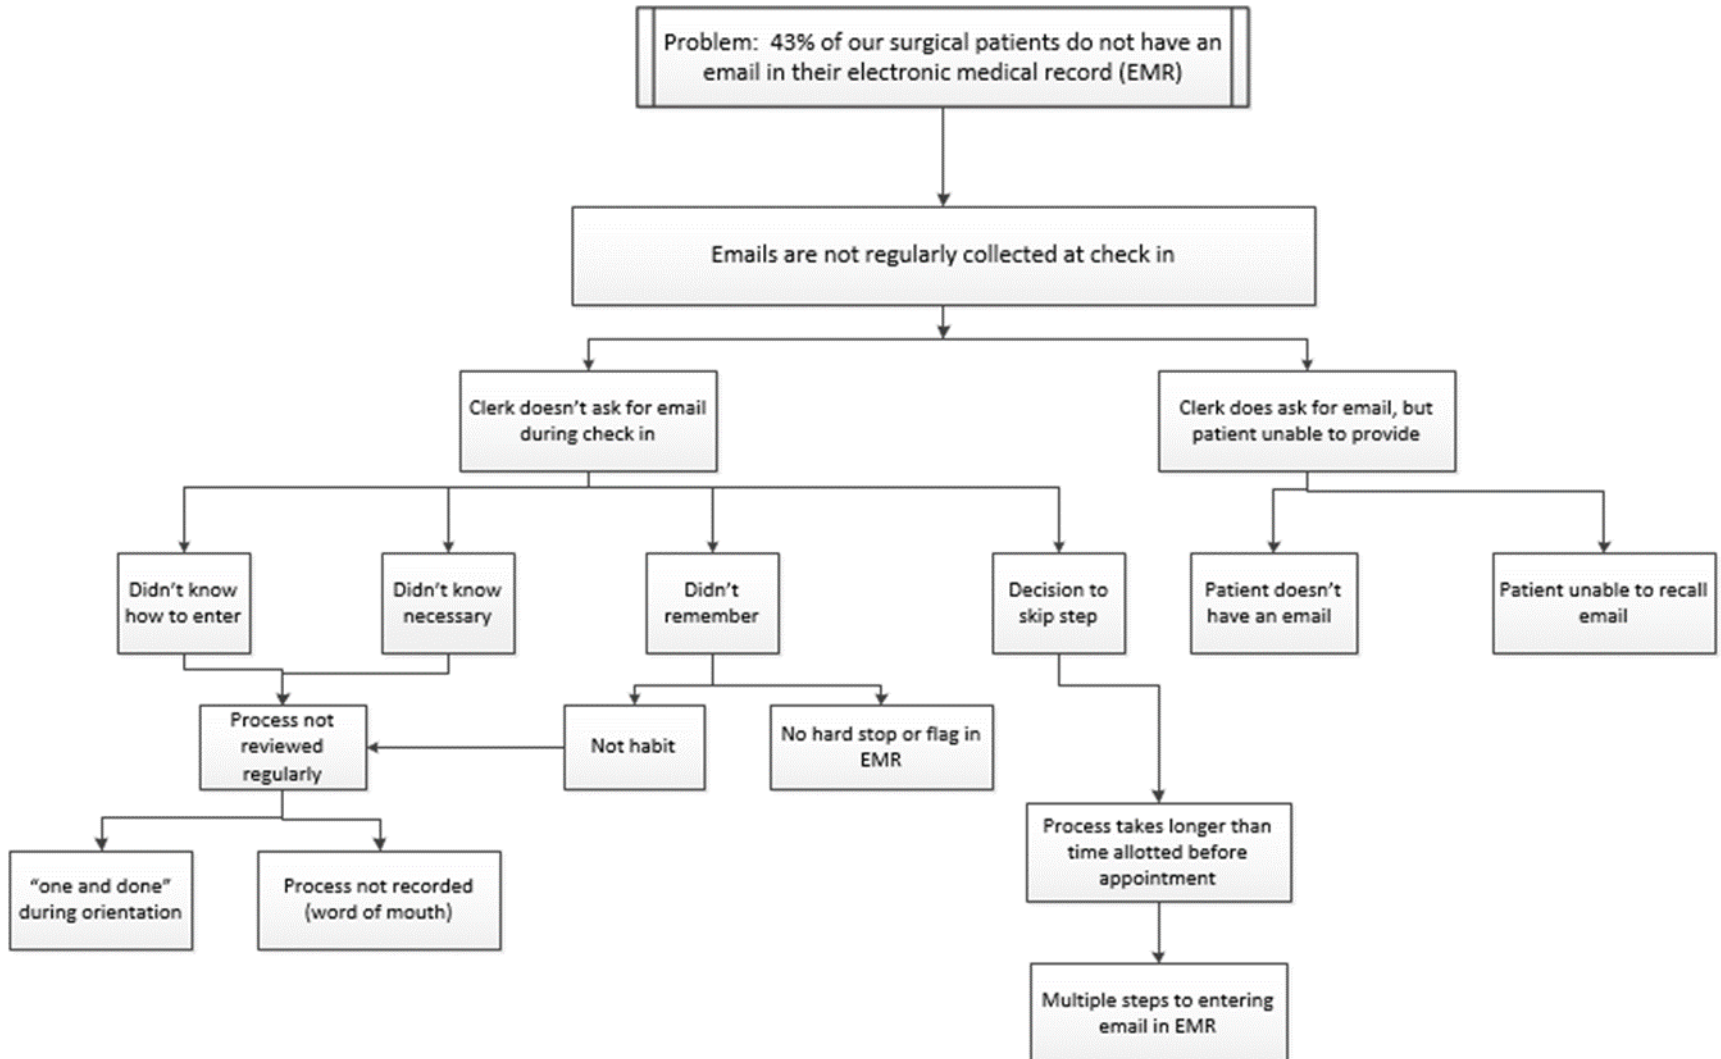 Problem:  43% of our surgical patients do not have an
email in their electronic medical record (EMR)
Emails are not regularly collected at check in
Clerk doesn’t ask for email
during check in
Clerk does ask for email, but
patient unable to provide
Didn’t know
how to enter
Didn’t know
necessary
Didn’t
remember
Decision to
skip step
Patient doesn’t
have an email
Patient unable to recall
email
Process not
reviewed
regularly
Not habit
No hard stop or flag in
EMR
Process takes longer than
time allotted before
appointment
“one and done”
during orientation
Process not recorded
(word of mouth)
Multiple steps to entering
email in EMR